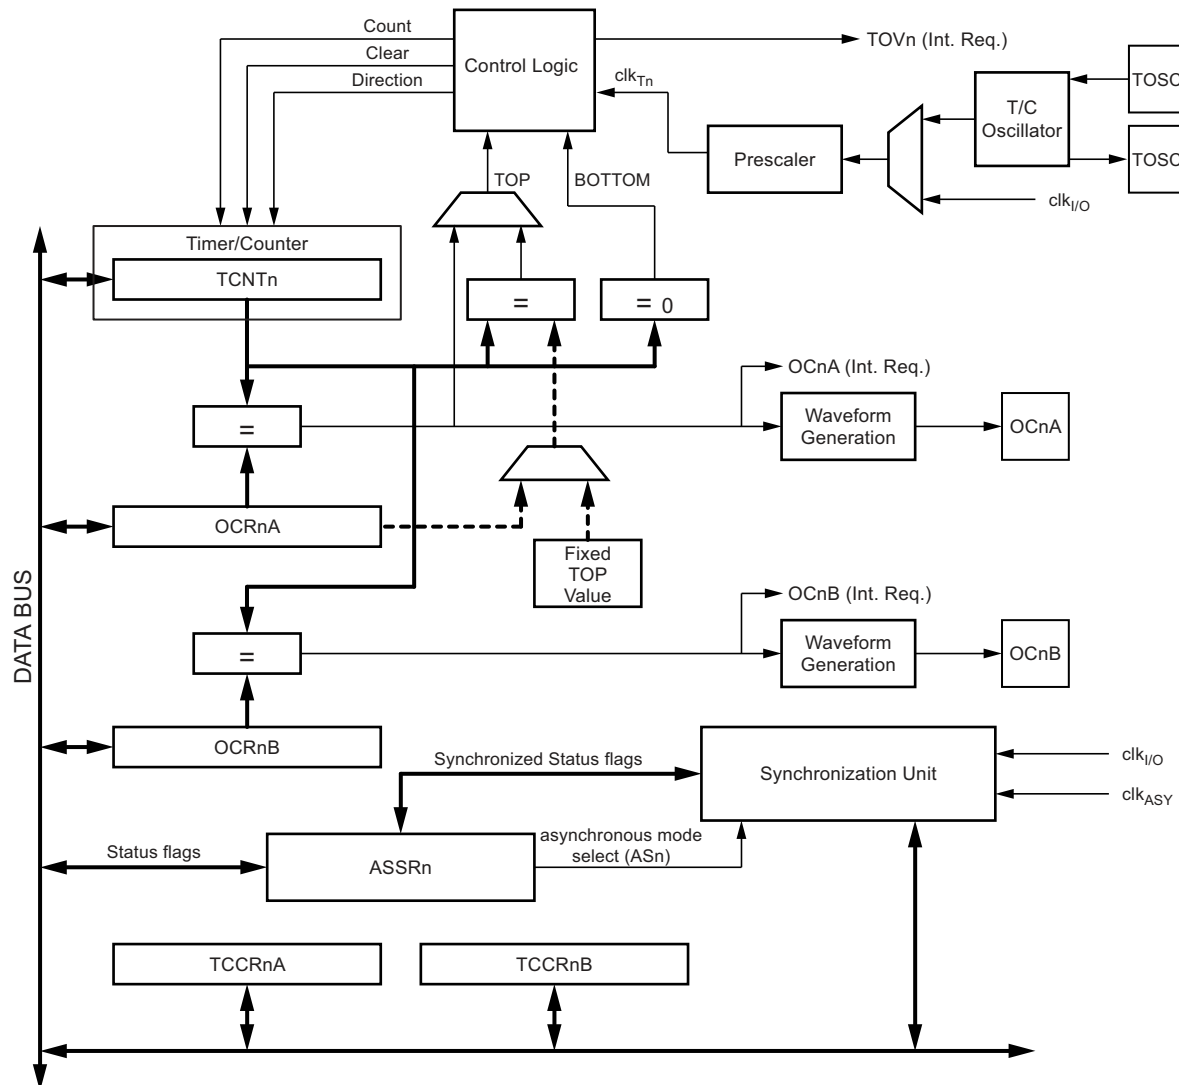 Count
Clear
Direction
Control Logic
TOVn (Int. Req.)
clkTn
T/C
Oscillator
TOSC
TOSC
Prescaler
clkI/O
TOP
BOTTOM
Timer/Counter
TCNTn
=
= 0
OCnA (Int. Req.)
=
Waveform
Generation
OCnA
OCRnA
Fixed
TOP
Value
DATA BUS
OCnB (Int. Req.)
=
Waveform
Generation
OCnB
OCRnB
Synchronized Status flags
Synchronization Unit
clkI/O
clkASY
Status flags
ASSRn
asynchronous mode
select (ASn)
TCCRnA
TCCRnB